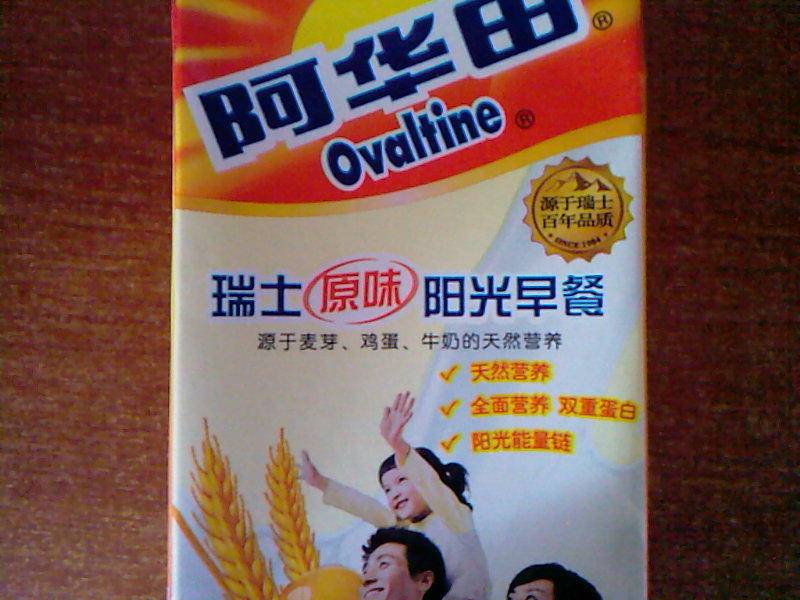 阿华田®
Ovaltine®
源于瑞士
百年品质
SINCE 1904
瑞士原味阳光早餐
源于麦芽、鸡蛋、牛奶的天然营养
天然营养
全面营养 双重蛋白
阳光能量链